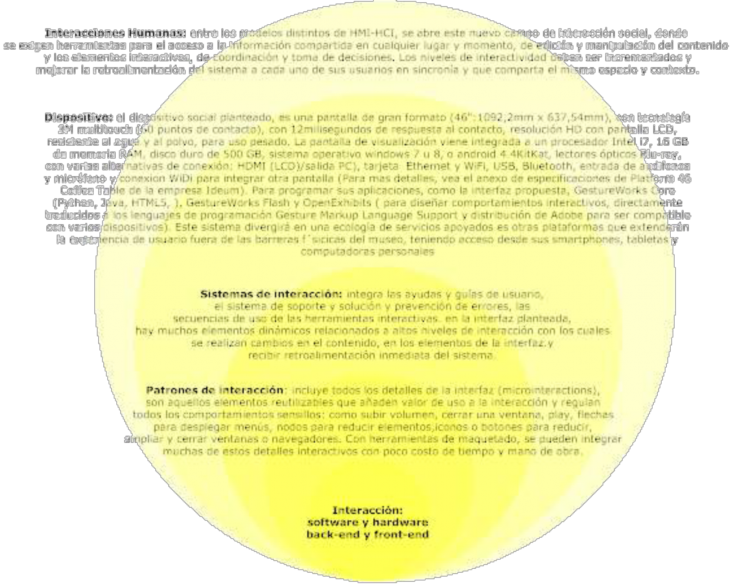 Interacciones Humanas: entre los modelos distintos de HMI-HCI, se abre este nuevo campo de interacción social, donde
se exigen herramientas para el acceso a la información compartida en cualquier lugar y momento, de edición y manipulación del contenido
y los elementos interactivos, de coordinación y toma de decisiones. Los niveles de interactividad deben ser incrementados y
mejorar la retroalimentación del sistema a cada uno de sus usuarios en sincronía y que comparta el mismo espacio y contexto.
Dispositivo: el dispositivo social planteado, es una pantalla de gran formato (46":1092,2mm x 637,54mm), con tecnología
3M multitouch (60 puntos de contacto), con 12milisegundos de respuesta al contacto, resolución HD con pantalla LCD,
resistente al agua y al polvo, para uso pesado. La pantalla de visualización viene integrada a un procesador Intel i7, 16 GB
de memoria RAM, disco duro de 500 GB, sistema operativo windows 7 u 8, o android 4.4KitKat, lectores ópticos Blu-rey,
con varias alternativas de conexión: HDMI (LCD)/salida PC), tarjeta Ethernet y WiFi, USB, Bluetooth, entrada de audífonos
y micrófono y conexion WiDi para integrar otra pantalla (Para mas detalles, vea el anexo de especificaciones de Platform 46
Coffee Table de la empresa Ideum). Para programar sus aplicaciones, como la interfaz propuesta, GestureWorks Core
(Python, Java, HTML5, ), GestureWorks Flash y OpenExhibits ( para diseñar comportamientos interactivos, directamente
traducidos a los lenguajes de programación Gesture Markup Language Support y distribución de Adobe para ser compatible
con varios dispositivos). Este sistema divergirá en una ecología de servicios apoyados es otras plataformas que extenderán
la experiencia de usuario fuera de las barreras f´sicicas del museo, teniendo acceso desde sus smartphones, tabletas y
computadoras personales
Sistemas de interacción: integra las ayudas y guías de usuario,
el sistema de soporte y solución y prevención de errores, las
secuencias de uso de las herramientas interactivas. en la interfaz planteada,
hay muchos elementos dinámicos relacionados a altos niveles de interacción con los cuales
se realizan cambios en el contenido, en los elementos de la interfaz,y
recibir retroalimentación inmediata del sistema.
Patrones de interacción: incluye todos los detalles de la interfaz (microinteractions),
son aquellos elementos reutilizables que añaden valor de uso a la interacción y regulan
todos los comportamientos sensillos: como subir volumen, cerrar una ventana, play, flechas
para desplegar menús, nodos para reducir elementos,iconos o botones para reducir,
ampliar y cerrar ventanas o navegadores. Con herramientas de maquetado, se pueden integrar
muchas de estos detalles interactivos con poco costo de tiempo y mano de obra.
Interacción:
software y hardware
back-end y front-end